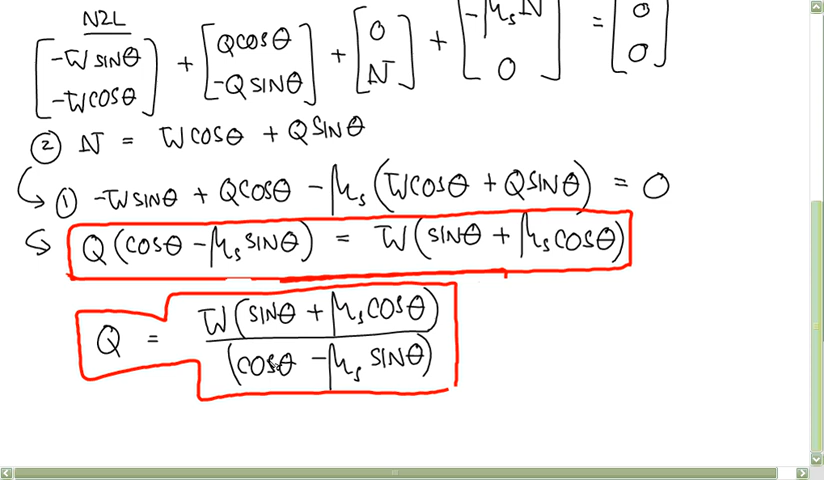 N2L
[-W SINθ, -W COSθ] + [Q COSθ, -Q SINθ] + [0, N] + [-μs N, 0] = [0, 0]
② N = W COSθ + Q SINθ
① -W SINθ + Q COSθ - μs (W COSθ + Q SINθ) = 0
Q (COSθ - μs SINθ) = W (SINθ + μs COSθ)
Q = W (SINθ + μs COSθ) / (COSθ - μs SINθ)